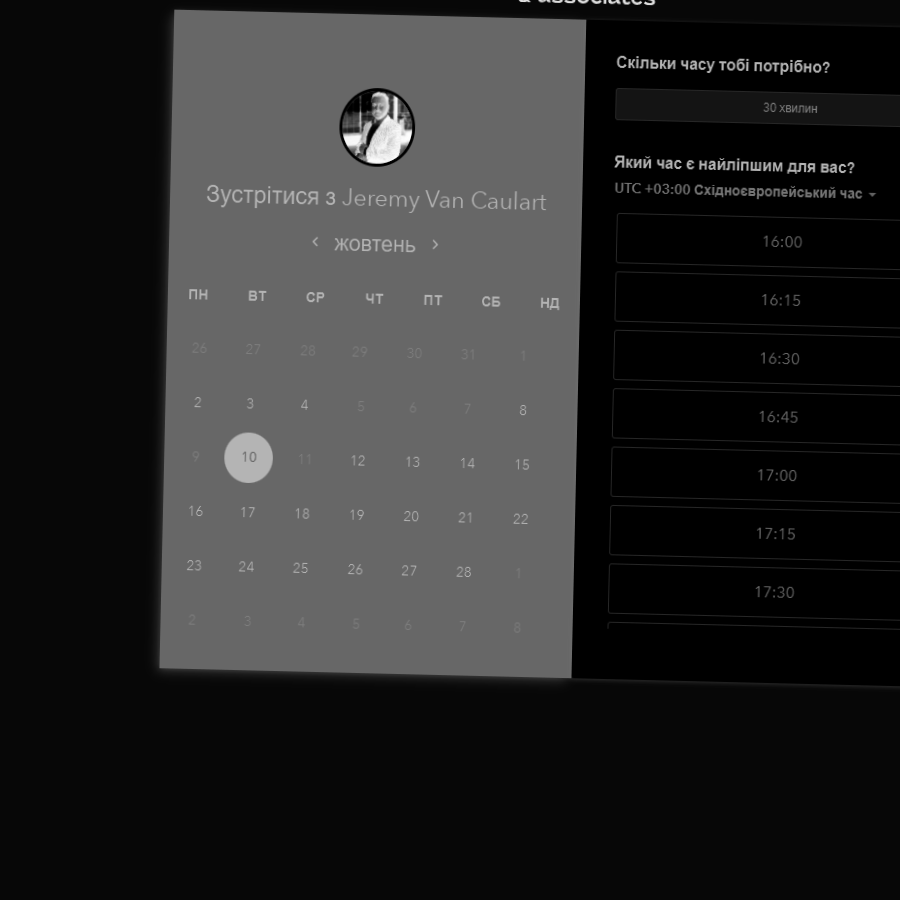 & associates
Зустрітися з Jeremy Van Caulart
‹ жовтень ›
ПН ВТ СР ЧТ ПТ СБ НД
26 27 28 29 30 31 1
2 3 4 5 6 7 8
9 10 11 12 13 14 15
16 17 18 19 20 21 22
23 24 25 26 27 28 1
2 3 4 5 6 7 8
Скільки часу тобі потрібно?
30 хвилин
Який час є найліпшим для вас?
UTC +03:00 Східноєвропейський час
16:00
16:15
16:30
16:45
17:00
17:15
17:30